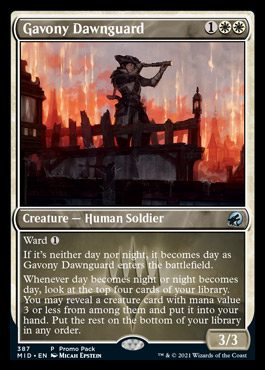 Gavony Dawnguard 1
Creature — Human Soldier
Ward 1
If it's neither day nor night, it becomes day as
Gavony Dawnguard enters the battlefield.
Whenever day becomes night or night becomes
day, look at the top four cards of your library.
You may reveal a creature card with mana value
3 or less from among them and put it into your
hand. Put the rest on the bottom of your library
in any order.
3/3
387 P Promo Pack
MID • EN Micah Epstein
™ & © 2021 Wizards of the Coast